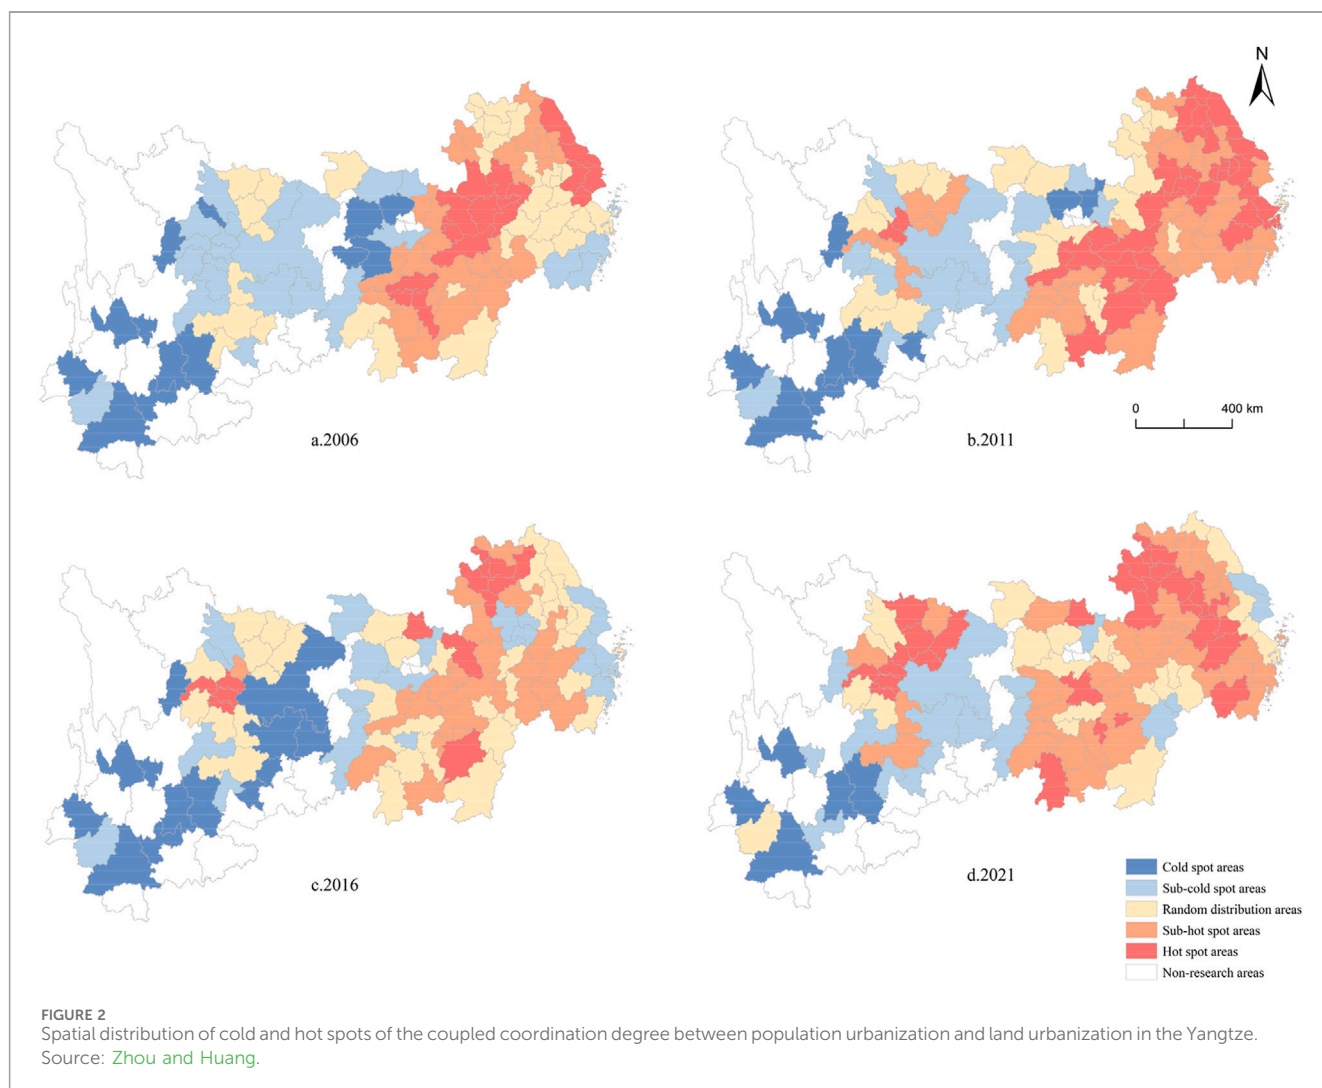 N
a.2006
b.2011
0 400 km
c.2016
d.2021
Cold spot areas
Sub-cold spot areas
Random distribution areas
Sub-hot spot areas
Hot spot areas
Non-research areas
FIGURE 2
Spatial distribution of cold and hot spots of the coupled coordination degree between population urbanization and land urbanization in the Yangtze.
Source: Zhou and Huang.